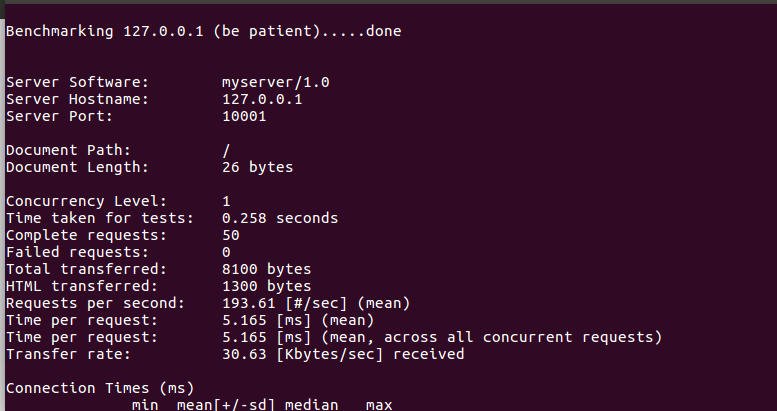 Benchmarking 127.0.0.1 (be patient).....done
Server Software: myserver/1.0
Server Hostname: 127.0.0.1
Server Port: 10001
Document Path: /
Document Length: 26 bytes
Concurrency Level: 1
Time taken for tests: 0.258 seconds
Complete requests: 50
Failed requests: 0
Total transferred: 8100 bytes
HTML transferred: 1300 bytes
Requests per second: 193.61 [#/sec] (mean)
Time per request: 5.165 [ms] (mean)
Time per request: 5.165 [ms] (mean, across all concurrent requests)
Transfer rate: 30.63 [Kbytes/sec] received
Connection Times (ms)
min mean[+/-sd] median max